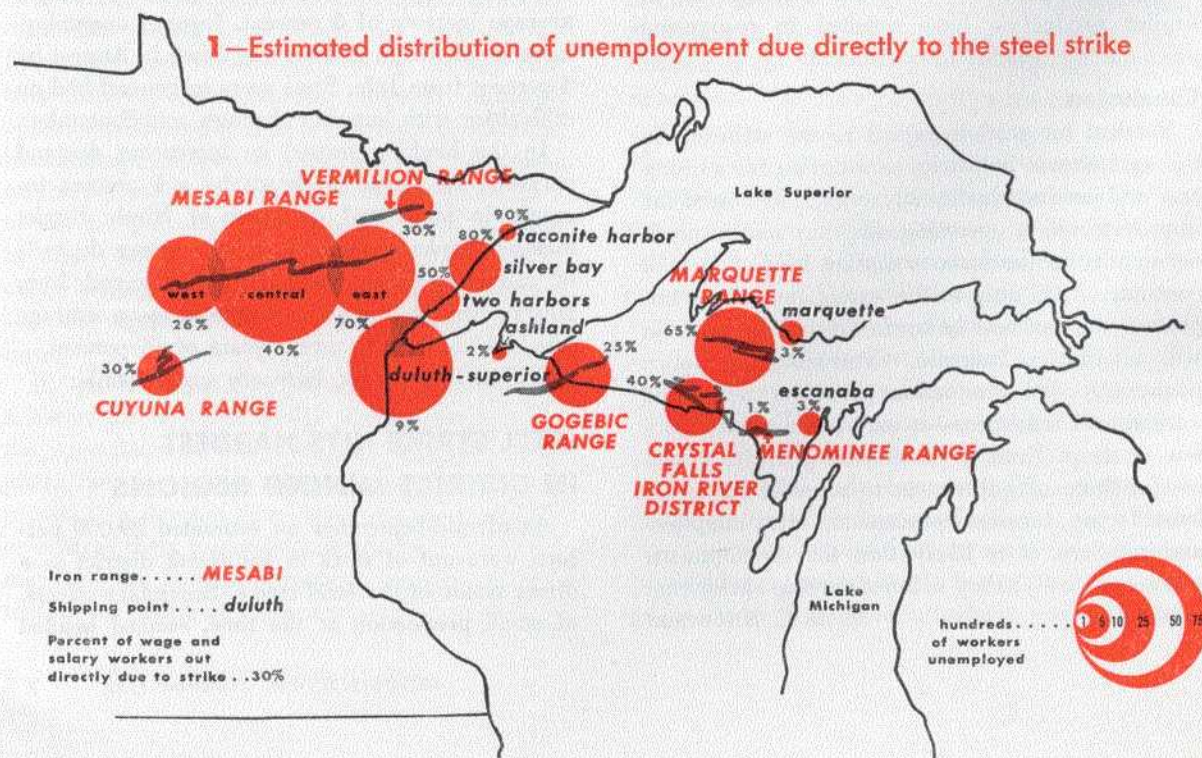 1—Estimated distribution of unemployment due directly to the steel strike
VERMILION RANGE
MESABI RANGE
30%
90%
taconite harbor
80%
silver bay
50%
two harbors
west
central
east
26%
40%
70%
30%
CUYUNA RANGE
ashland
2%
duluth-superior
9%
25%
GOGEBIC
RANGE
Lake Superior
MARQUETTE
RANGE
marquette
65%
3%
40%
escanaba
1%
3%
MENOMINEE RANGE
CRYSTAL
FALLS
IRON RIVER
DISTRICT
Iron range ..... MESABI
Shipping point .... duluth
Percent of wage and
salary workers out
directly due to strike ..30%
Lake
Michigan
hundreds .....
of workers
unemployed
1 5 10 25 50 75